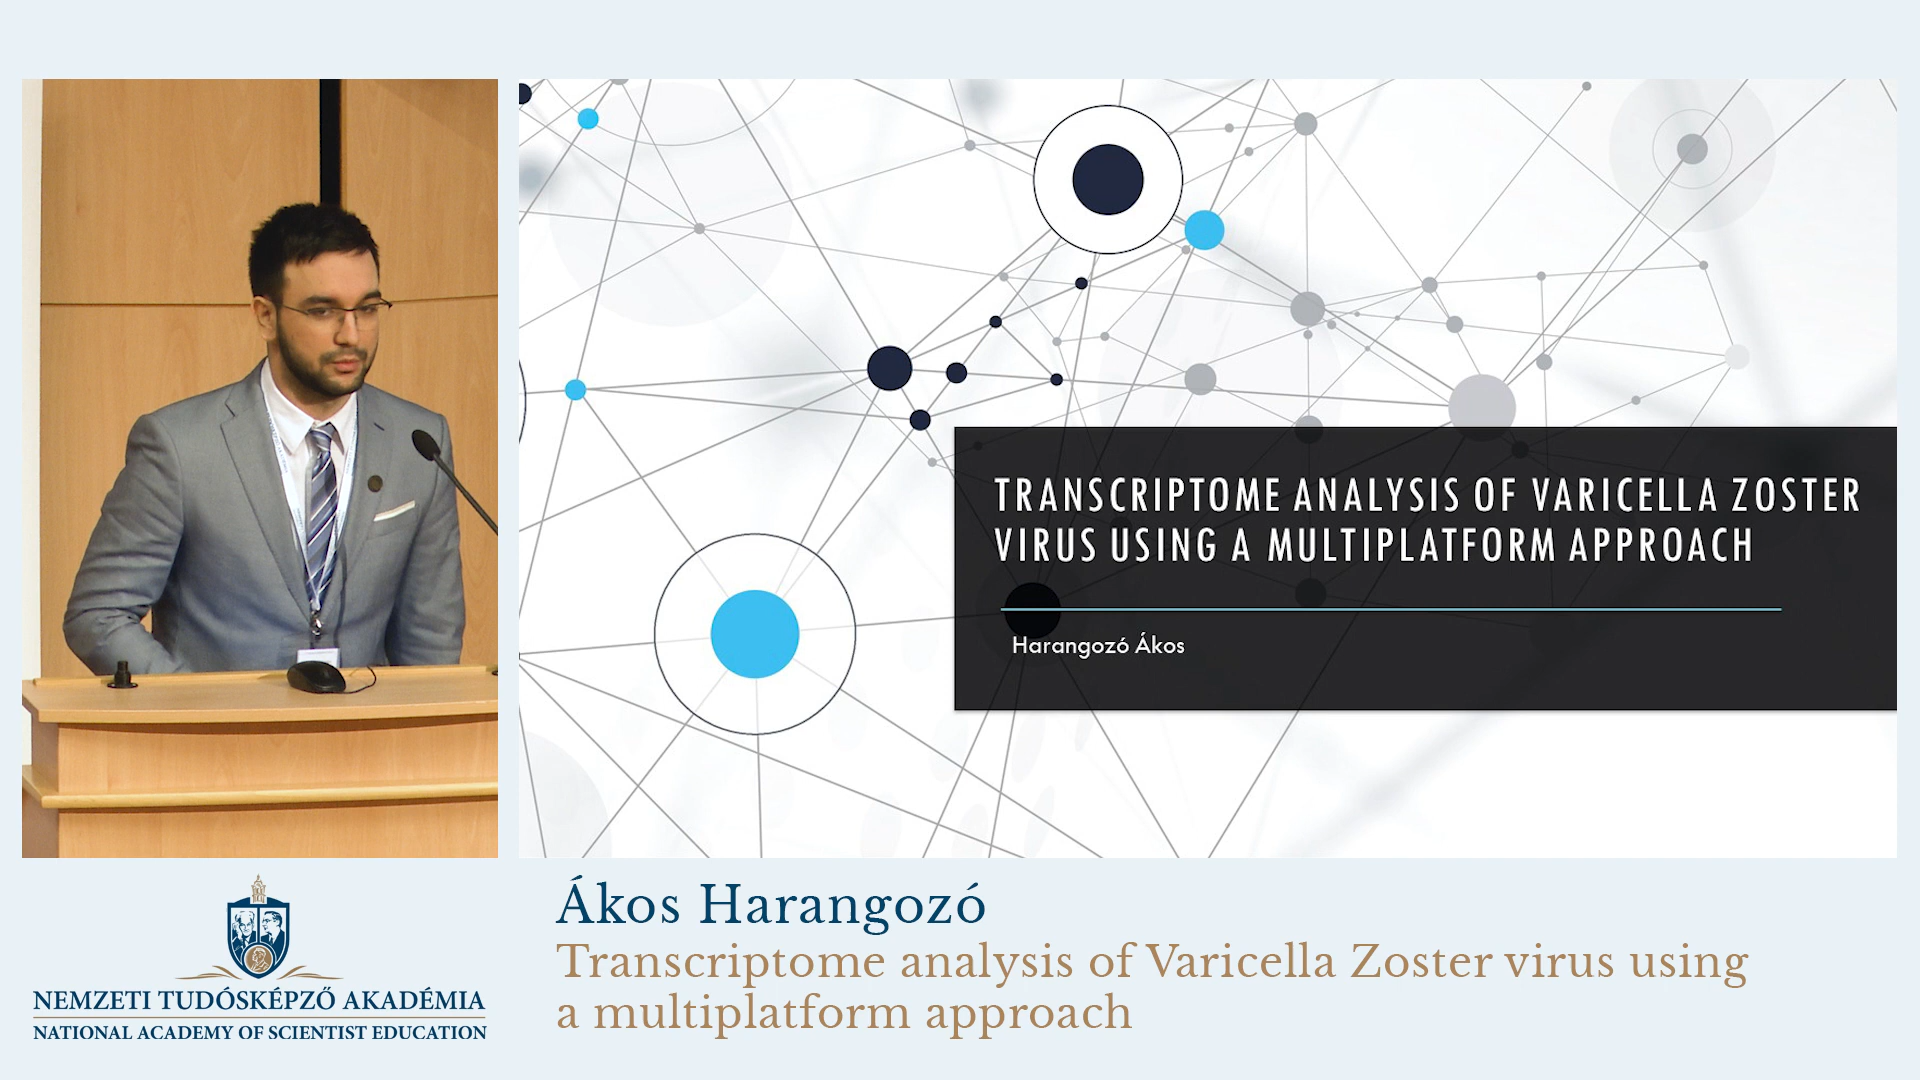 TRANSCRIPTOME ANALYSIS OF VARICELLA ZOSTER
VIRUS USING A MULTIPLATFORM APPROACH
Harangozó Ákos
Ákos Harangozó
Transcriptome analysis of Varicella Zoster virus using
a multiplatform approach
NEMZETI TUDÓSKÉPZŐ AKADÉMIA
NATIONAL ACADEMY OF SCIENTIST EDUCATION